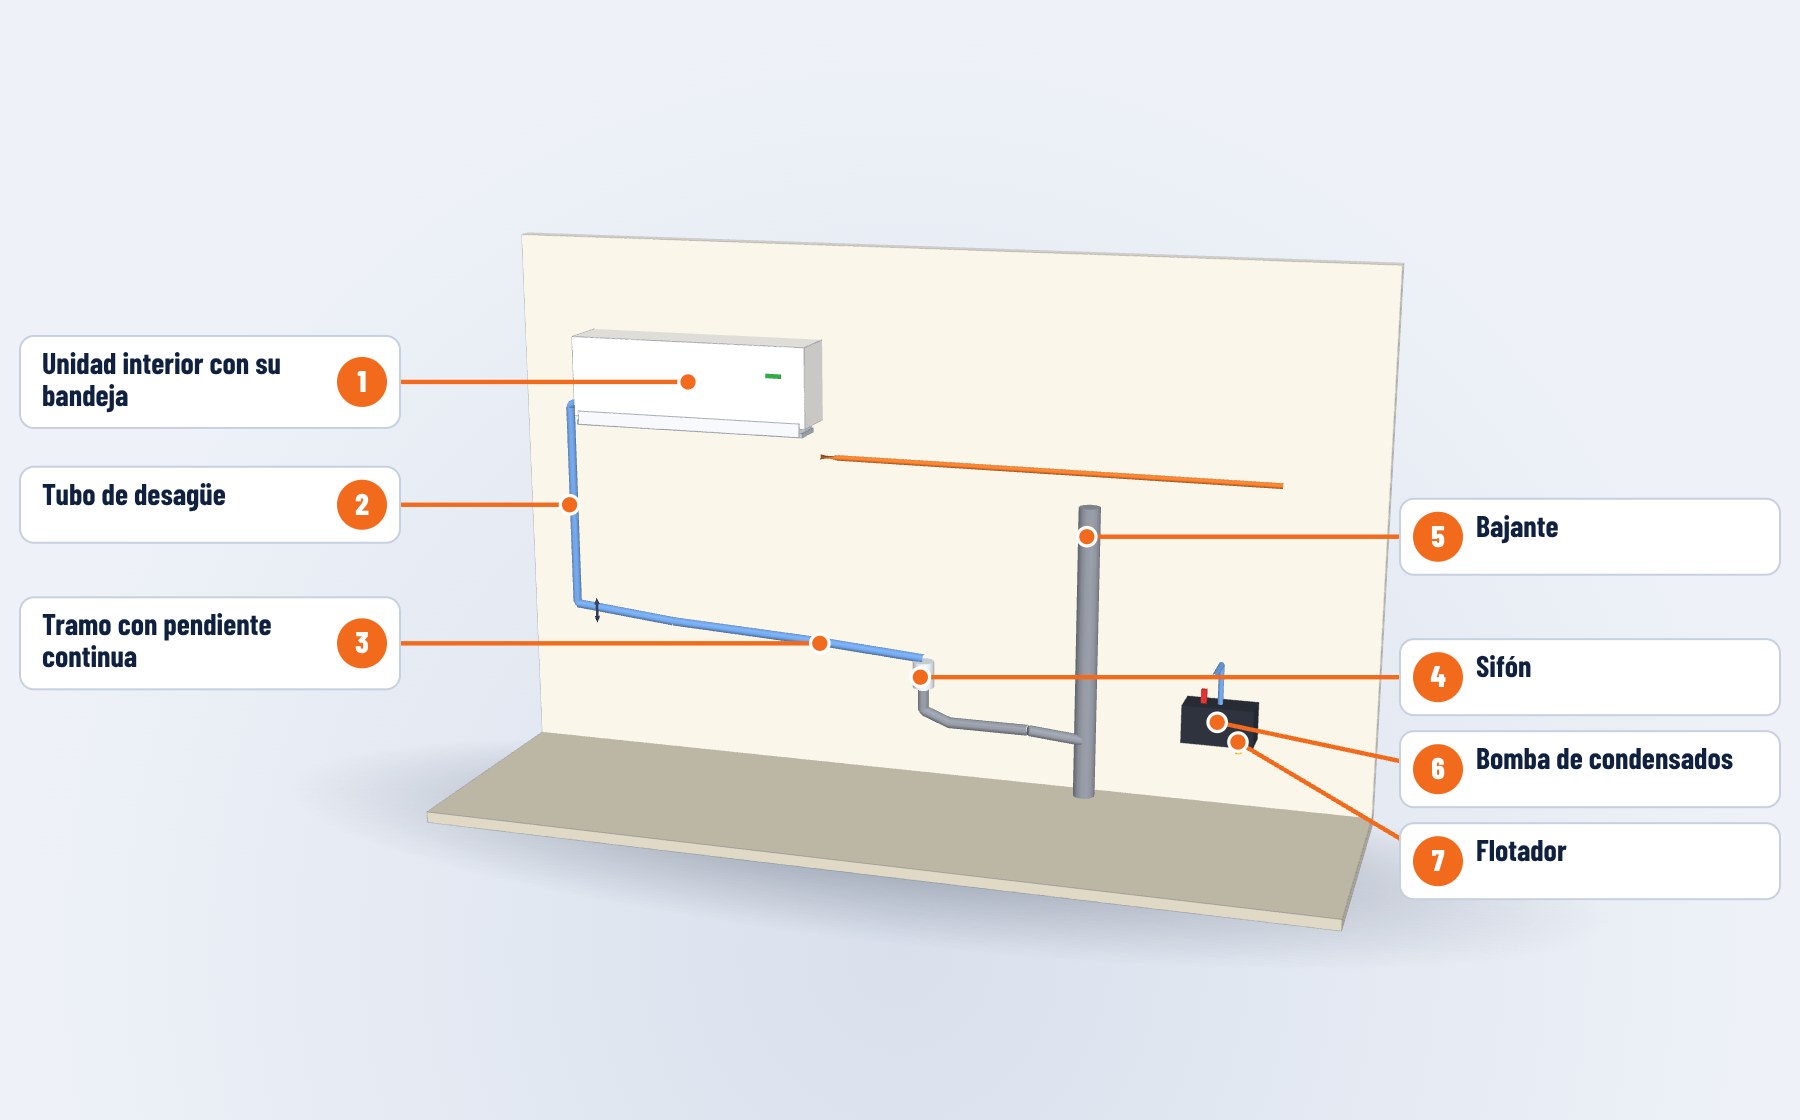 Unidad interior con su
bandeja
1
Tubo de desagüe
2
Tramo con pendiente
continua
3
5
Bajante
4
Sifón
6
Bomba de condensados
7
Flotador